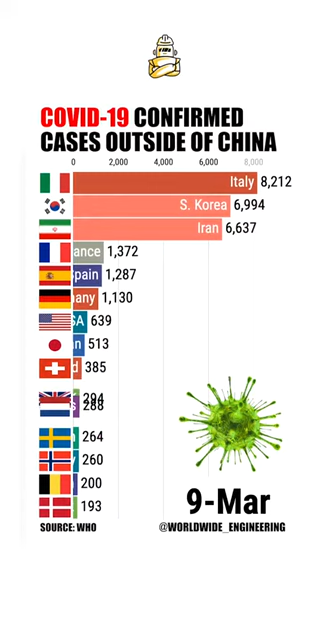 COVID-19 CONFIRMED
CASES OUTSIDE OF CHINA
0 2,000 4,000 6,000 8,000
Italy 8,212
S. Korea 6,994
Iran 6,637
ance 1,372
pain 1,287
any 1,130
SA 639
n 513
d 385
294
s 288
264
260
200
193
9-Mar
SOURCE: WHO @WORLDWIDE_ENGINEERING